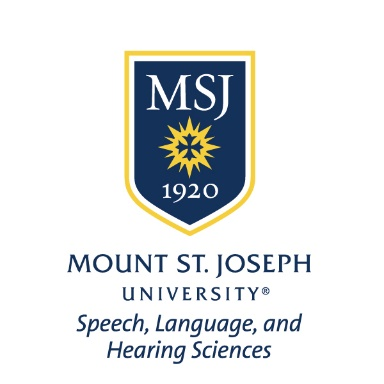 MSJ
1920
MOUNT ST. JOSEPH
UNIVERSITY®
Speech, Language, and
Hearing Sciences